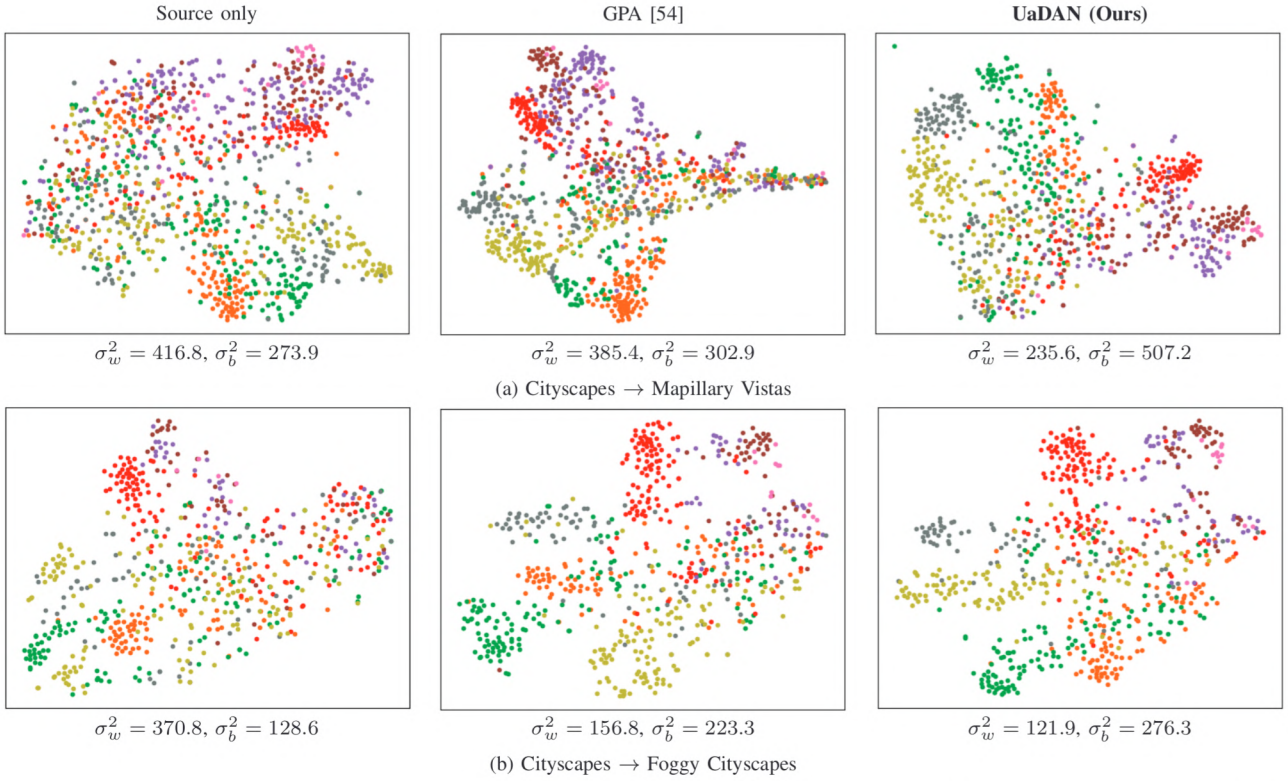 Source only
GPA [54]
UaDAN (Ours)
σ²_w = 416.8, σ²_b = 273.9
σ²_w = 385.4, σ²_b = 302.9
σ²_w = 235.6, σ²_b = 507.2
(a) Cityscapes → Mapillary Vistas
σ²_w = 370.8, σ²_b = 128.6
σ²_w = 156.8, σ²_b = 223.3
σ²_w = 121.9, σ²_b = 276.3
(b) Cityscapes → Foggy Cityscapes